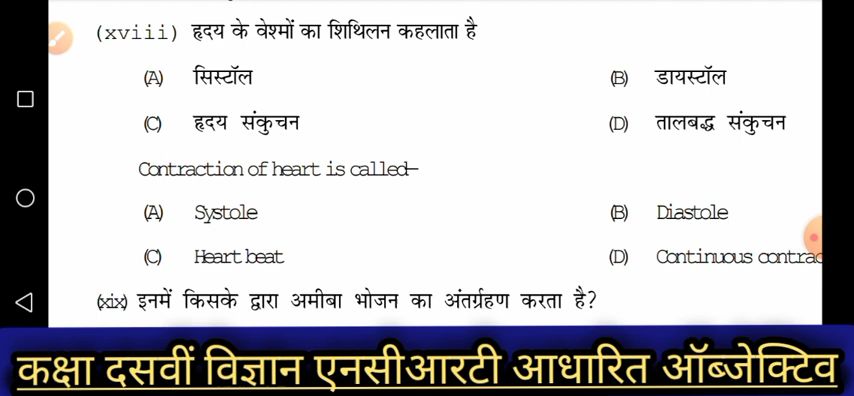 (xviii) हृदय के वेश्मों का शिथिलन कहलाता है
(A) सिस्टॉल (B) डायस्टॉल
(C) हृदय संकुचन (D) तालबद्ध संकुचन
Contraction of heart is called—
(A) Systole (B) Diastole
(C) Heart beat (D) Continuous contrac
(xix) इनमें किसके द्वारा अमीबा भोजन का अंतर्ग्रहण करता है?
कक्षा दसवीं विज्ञान एनसीआरटी आधारित ऑब्जेक्टिव